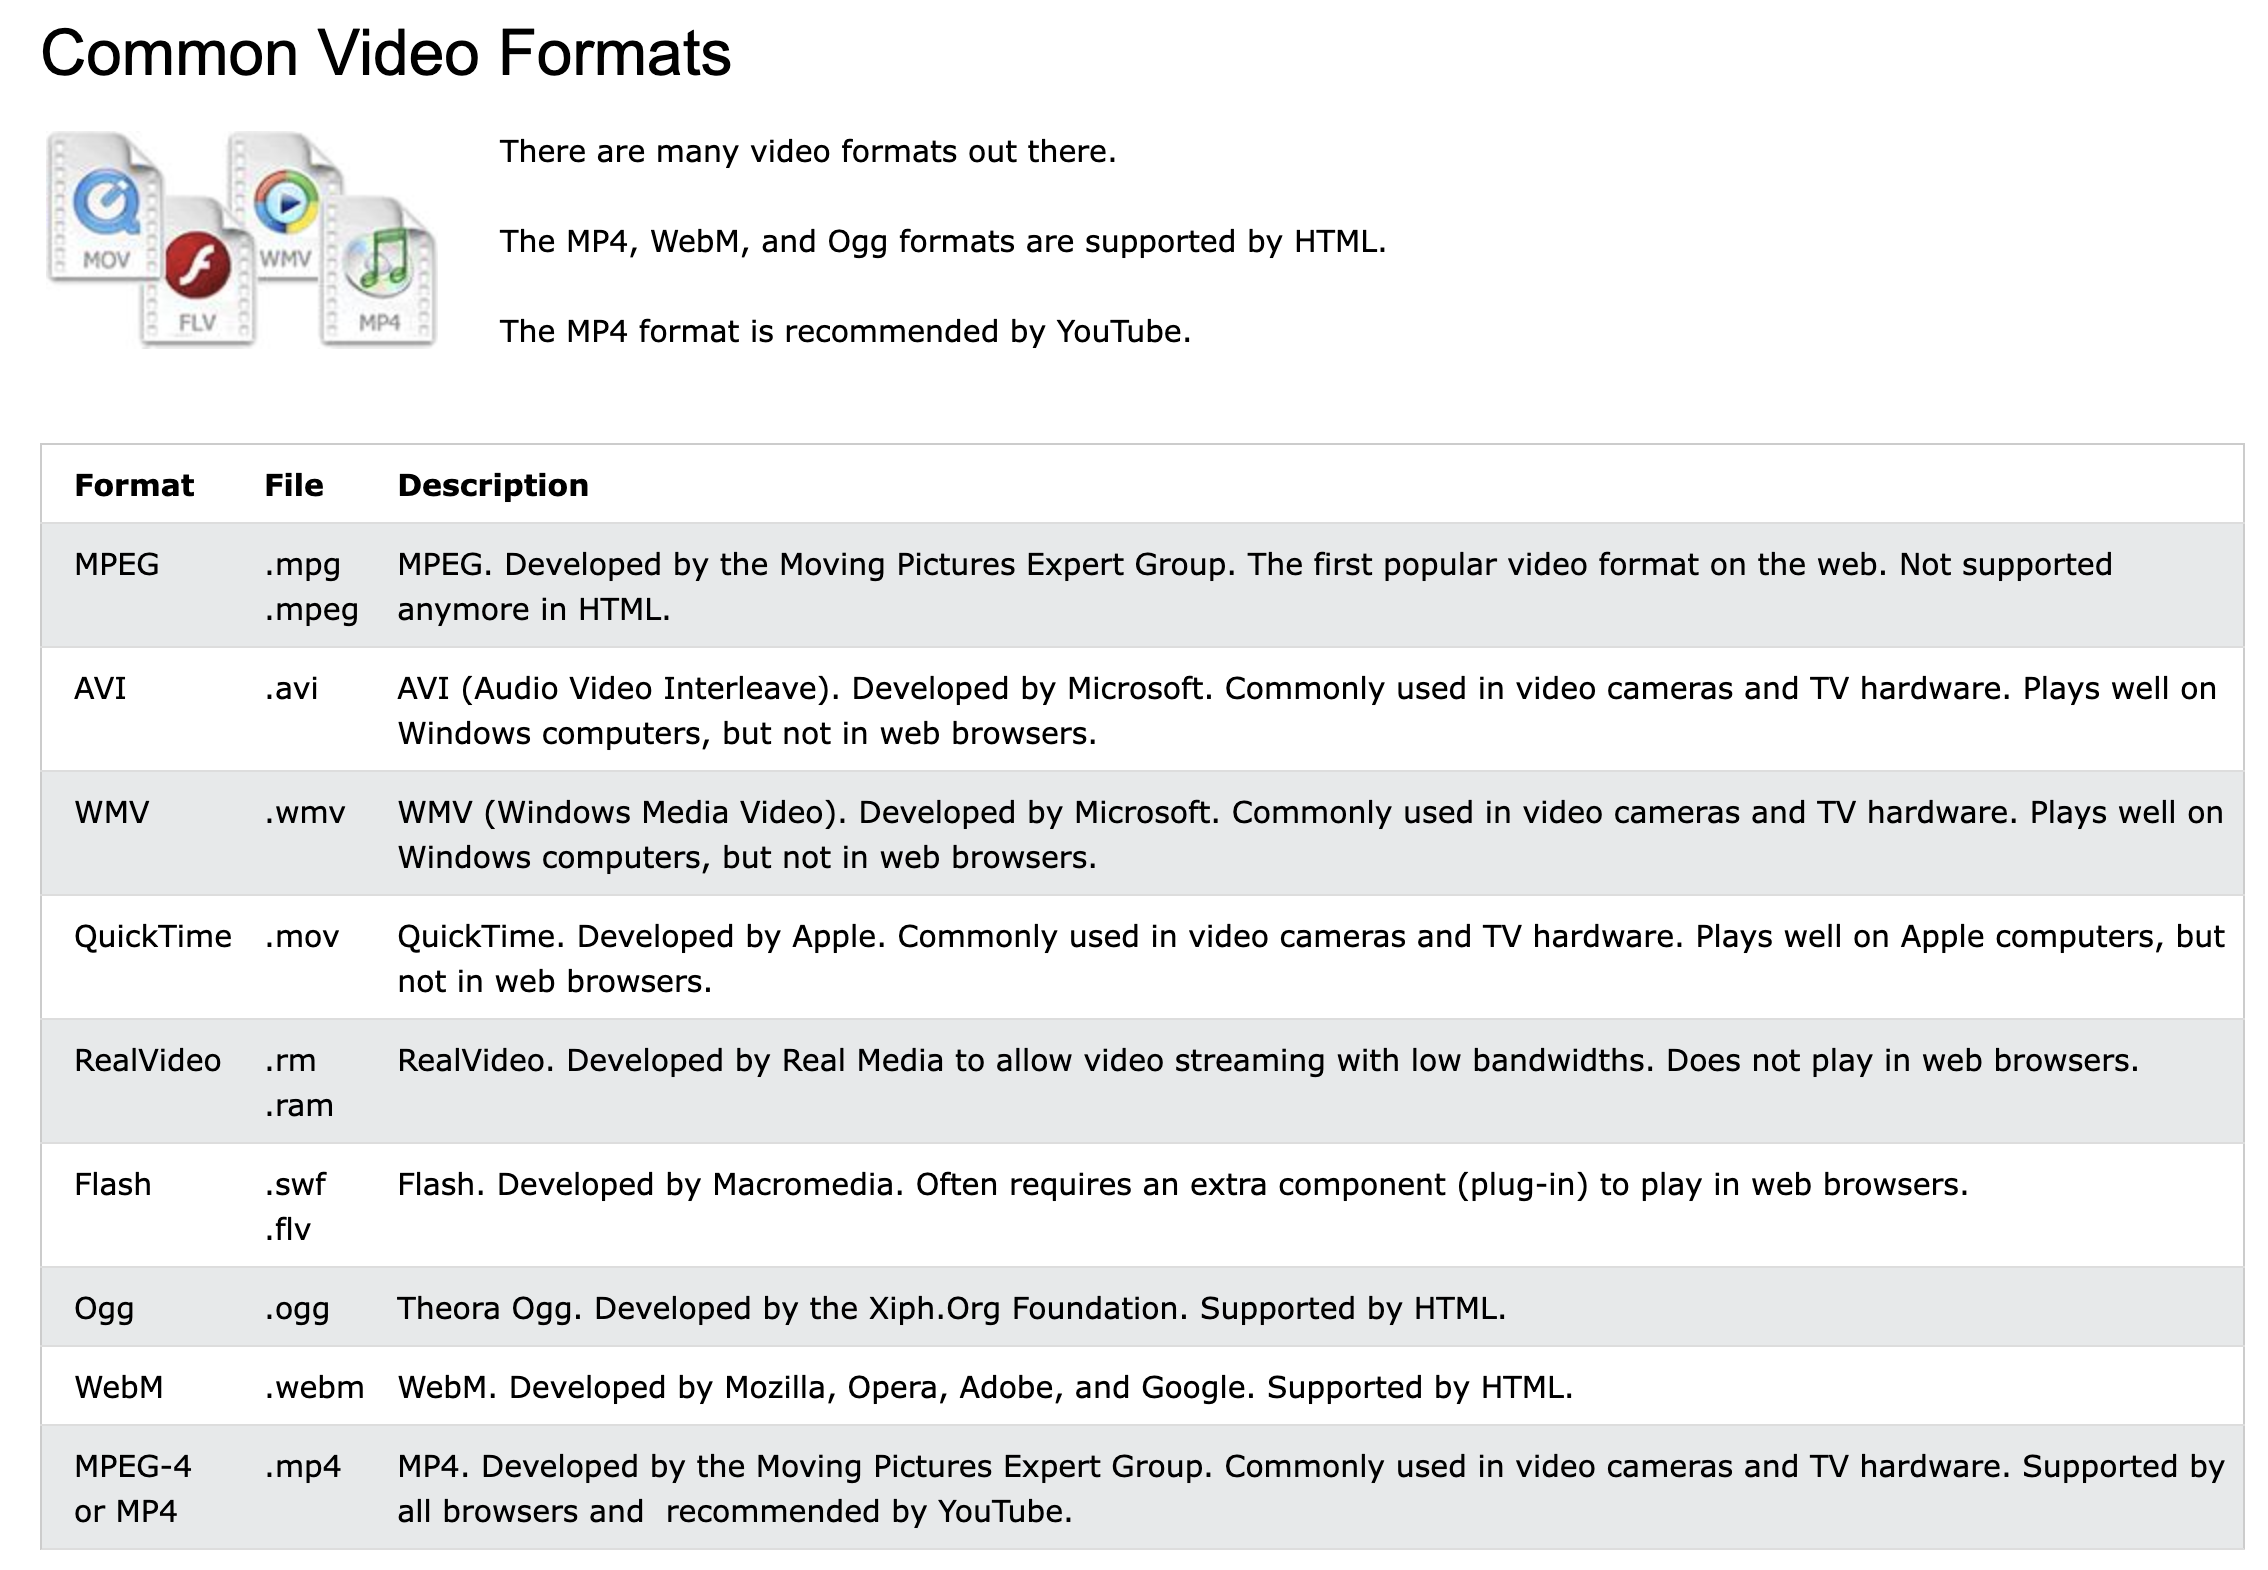 Common Video Formats
MOV
FLV
WMV
MP4
There are many video formats out there.
The MP4, WebM, and Ogg formats are supported by HTML.
The MP4 format is recommended by YouTube.
Format File Description
MPEG .mpg MPEG. Developed by the Moving Pictures Expert Group. The first popular video format on the web. Not supported
.mpeg anymore in HTML.
AVI .avi AVI (Audio Video Interleave). Developed by Microsoft. Commonly used in video cameras and TV hardware. Plays well on
Windows computers, but not in web browsers.
WMV .wmv WMV (Windows Media Video). Developed by Microsoft. Commonly used in video cameras and TV hardware. Plays well on
Windows computers, but not in web browsers.
QuickTime .mov QuickTime. Developed by Apple. Commonly used in video cameras and TV hardware. Plays well on Apple computers, but
not in web browsers.
RealVideo .rm RealVideo. Developed by Real Media to allow video streaming with low bandwidths. Does not play in web browsers.
.ram
Flash .swf Flash. Developed by Macromedia. Often requires an extra component (plug-in) to play in web browsers.
.flv
Ogg .ogg Theora Ogg. Developed by the Xiph.Org Foundation. Supported by HTML.
WebM .webm WebM. Developed by Mozilla, Opera, Adobe, and Google. Supported by HTML.
MPEG-4 .mp4 MP4. Developed by the Moving Pictures Expert Group. Commonly used in video cameras and TV hardware. Supported by
or MP4 all browsers and  recommended by YouTube.